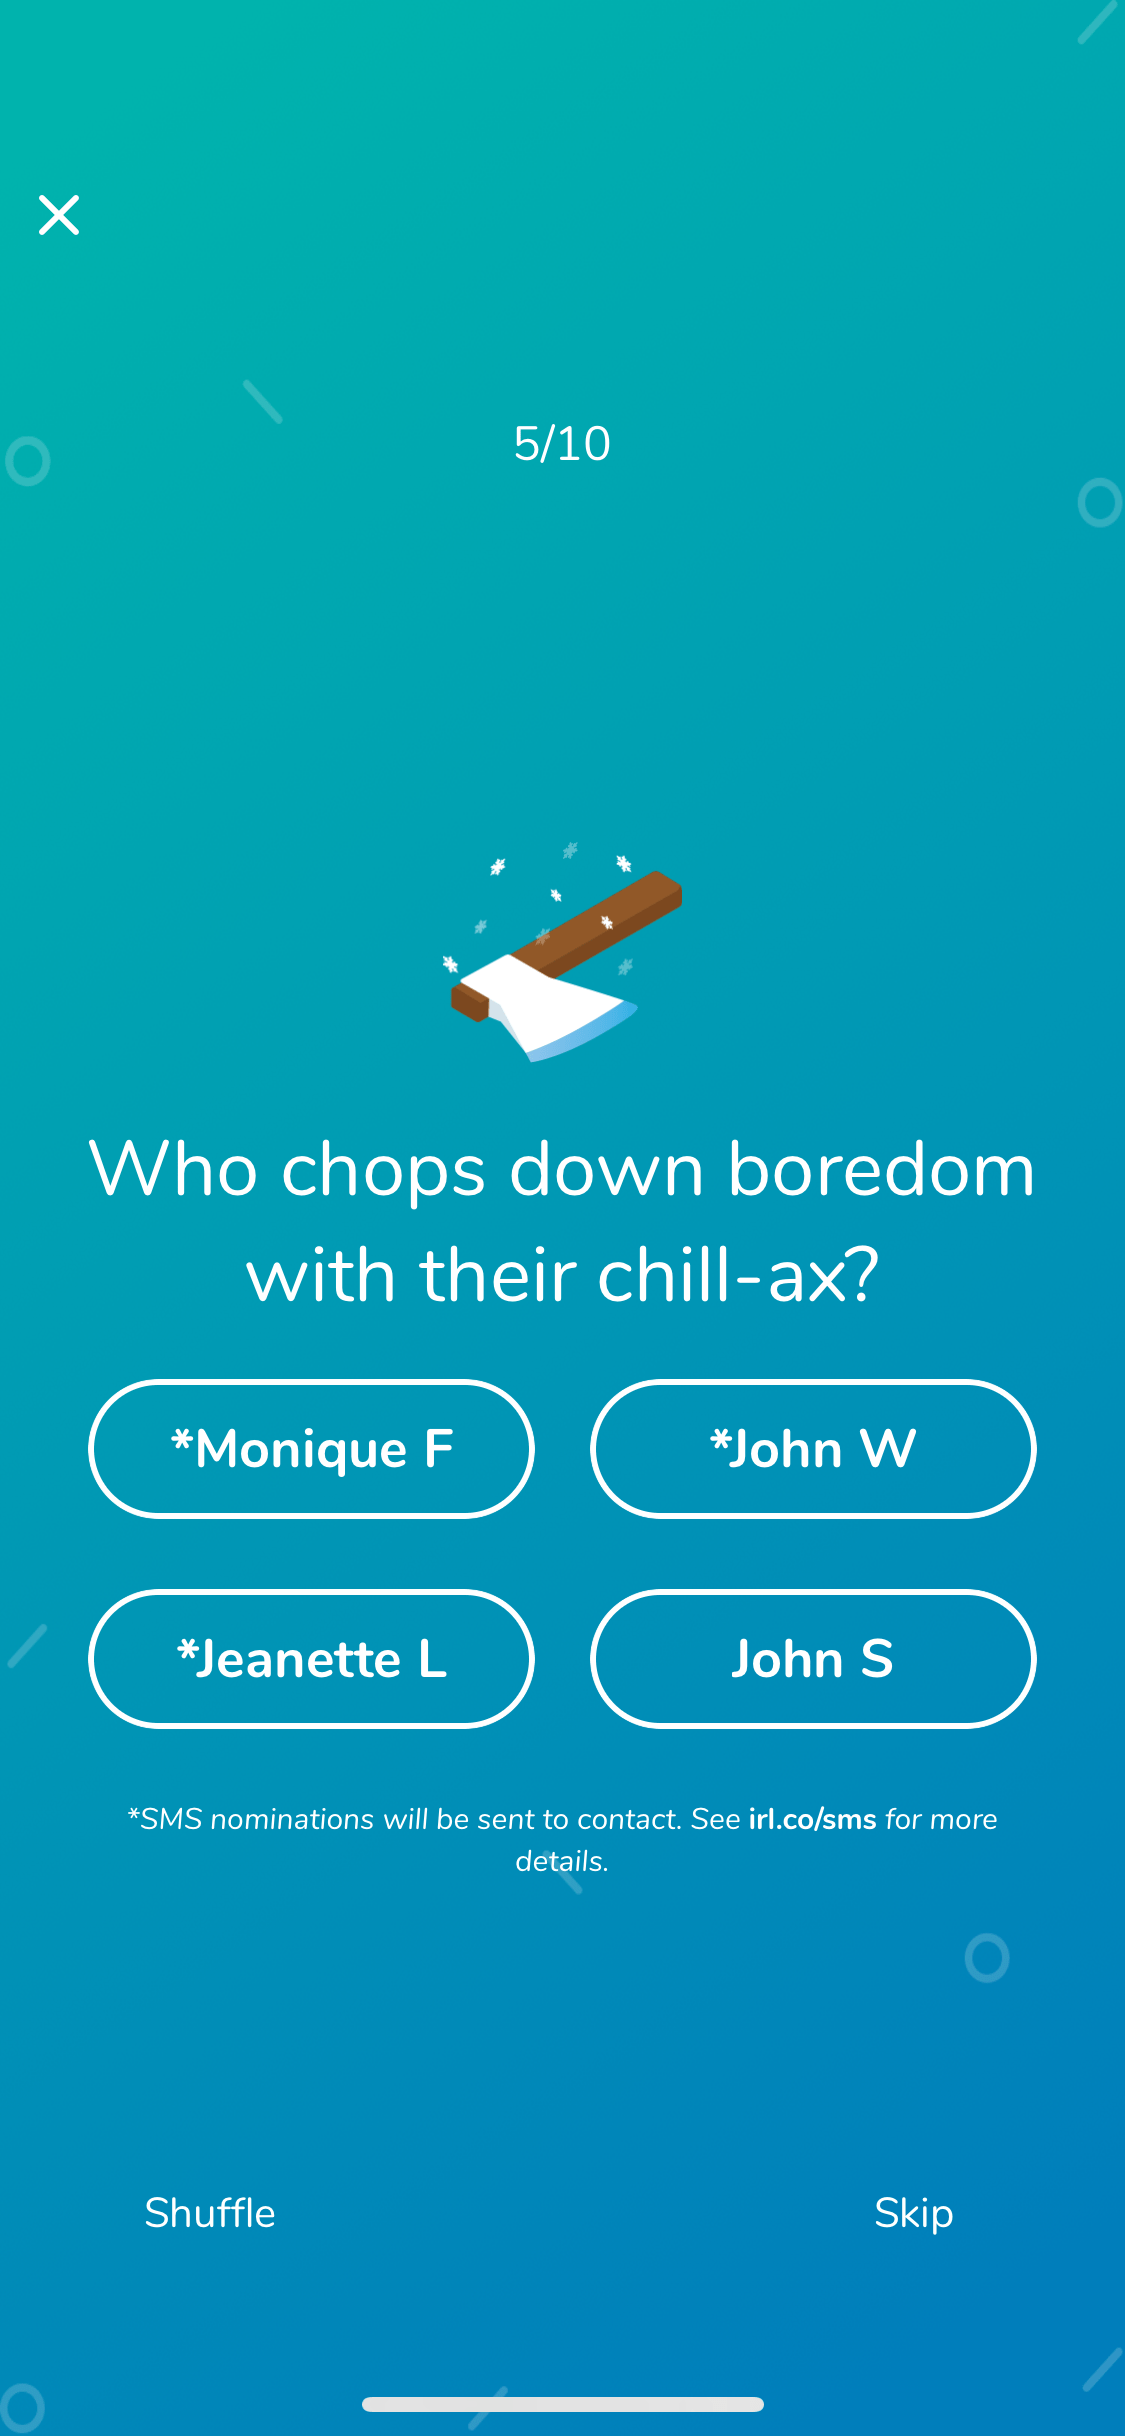 5/10
Who chops down boredom
with their chill-ax?
*Monique F
*John W
*Jeanette L
John S
*SMS nominations will be sent to contact. See irl.co/sms for more
details.
Shuffle
Skip